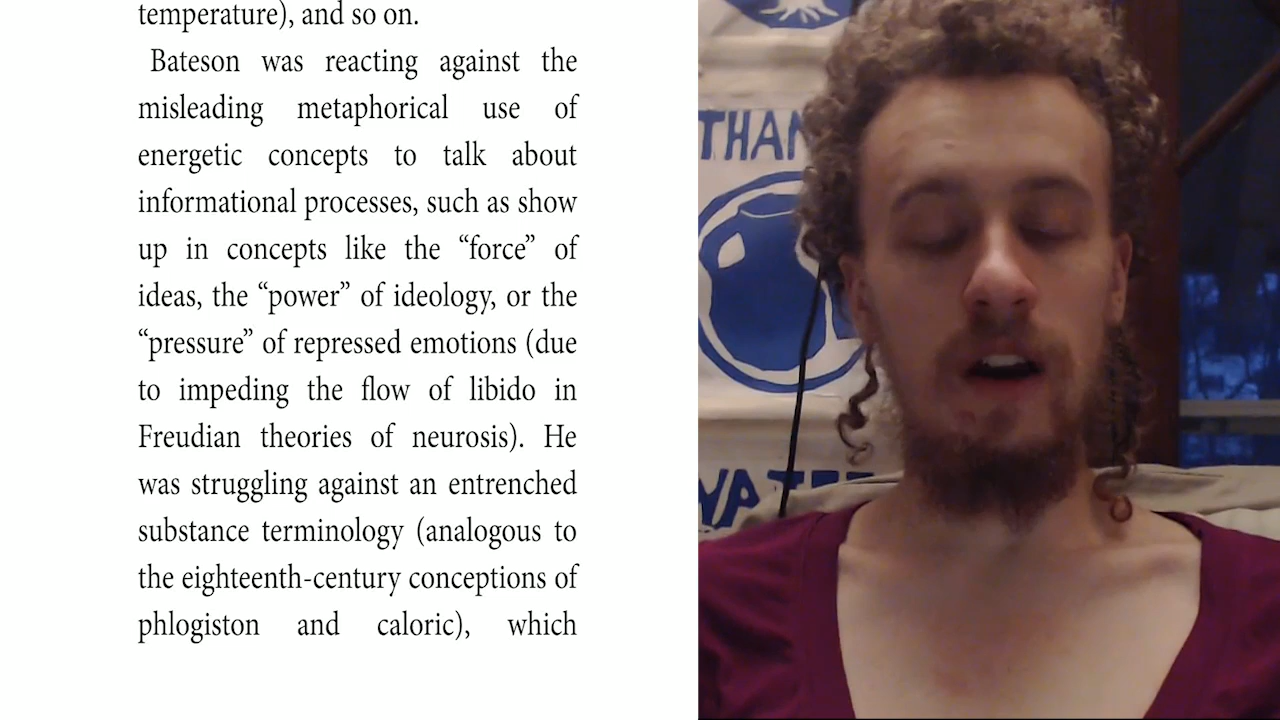 temperature), and so on.
Bateson was reacting against the
misleading metaphorical use of
energetic concepts to talk about
informational processes, such as show
up in concepts like the “force” of
ideas, the “power” of ideology, or the
“pressure” of repressed emotions (due
to impeding the flow of libido in
Freudian theories of neurosis). He
was struggling against an entrenched
substance terminology (analogous to
the eighteenth-century conceptions of
phlogiston and caloric), which